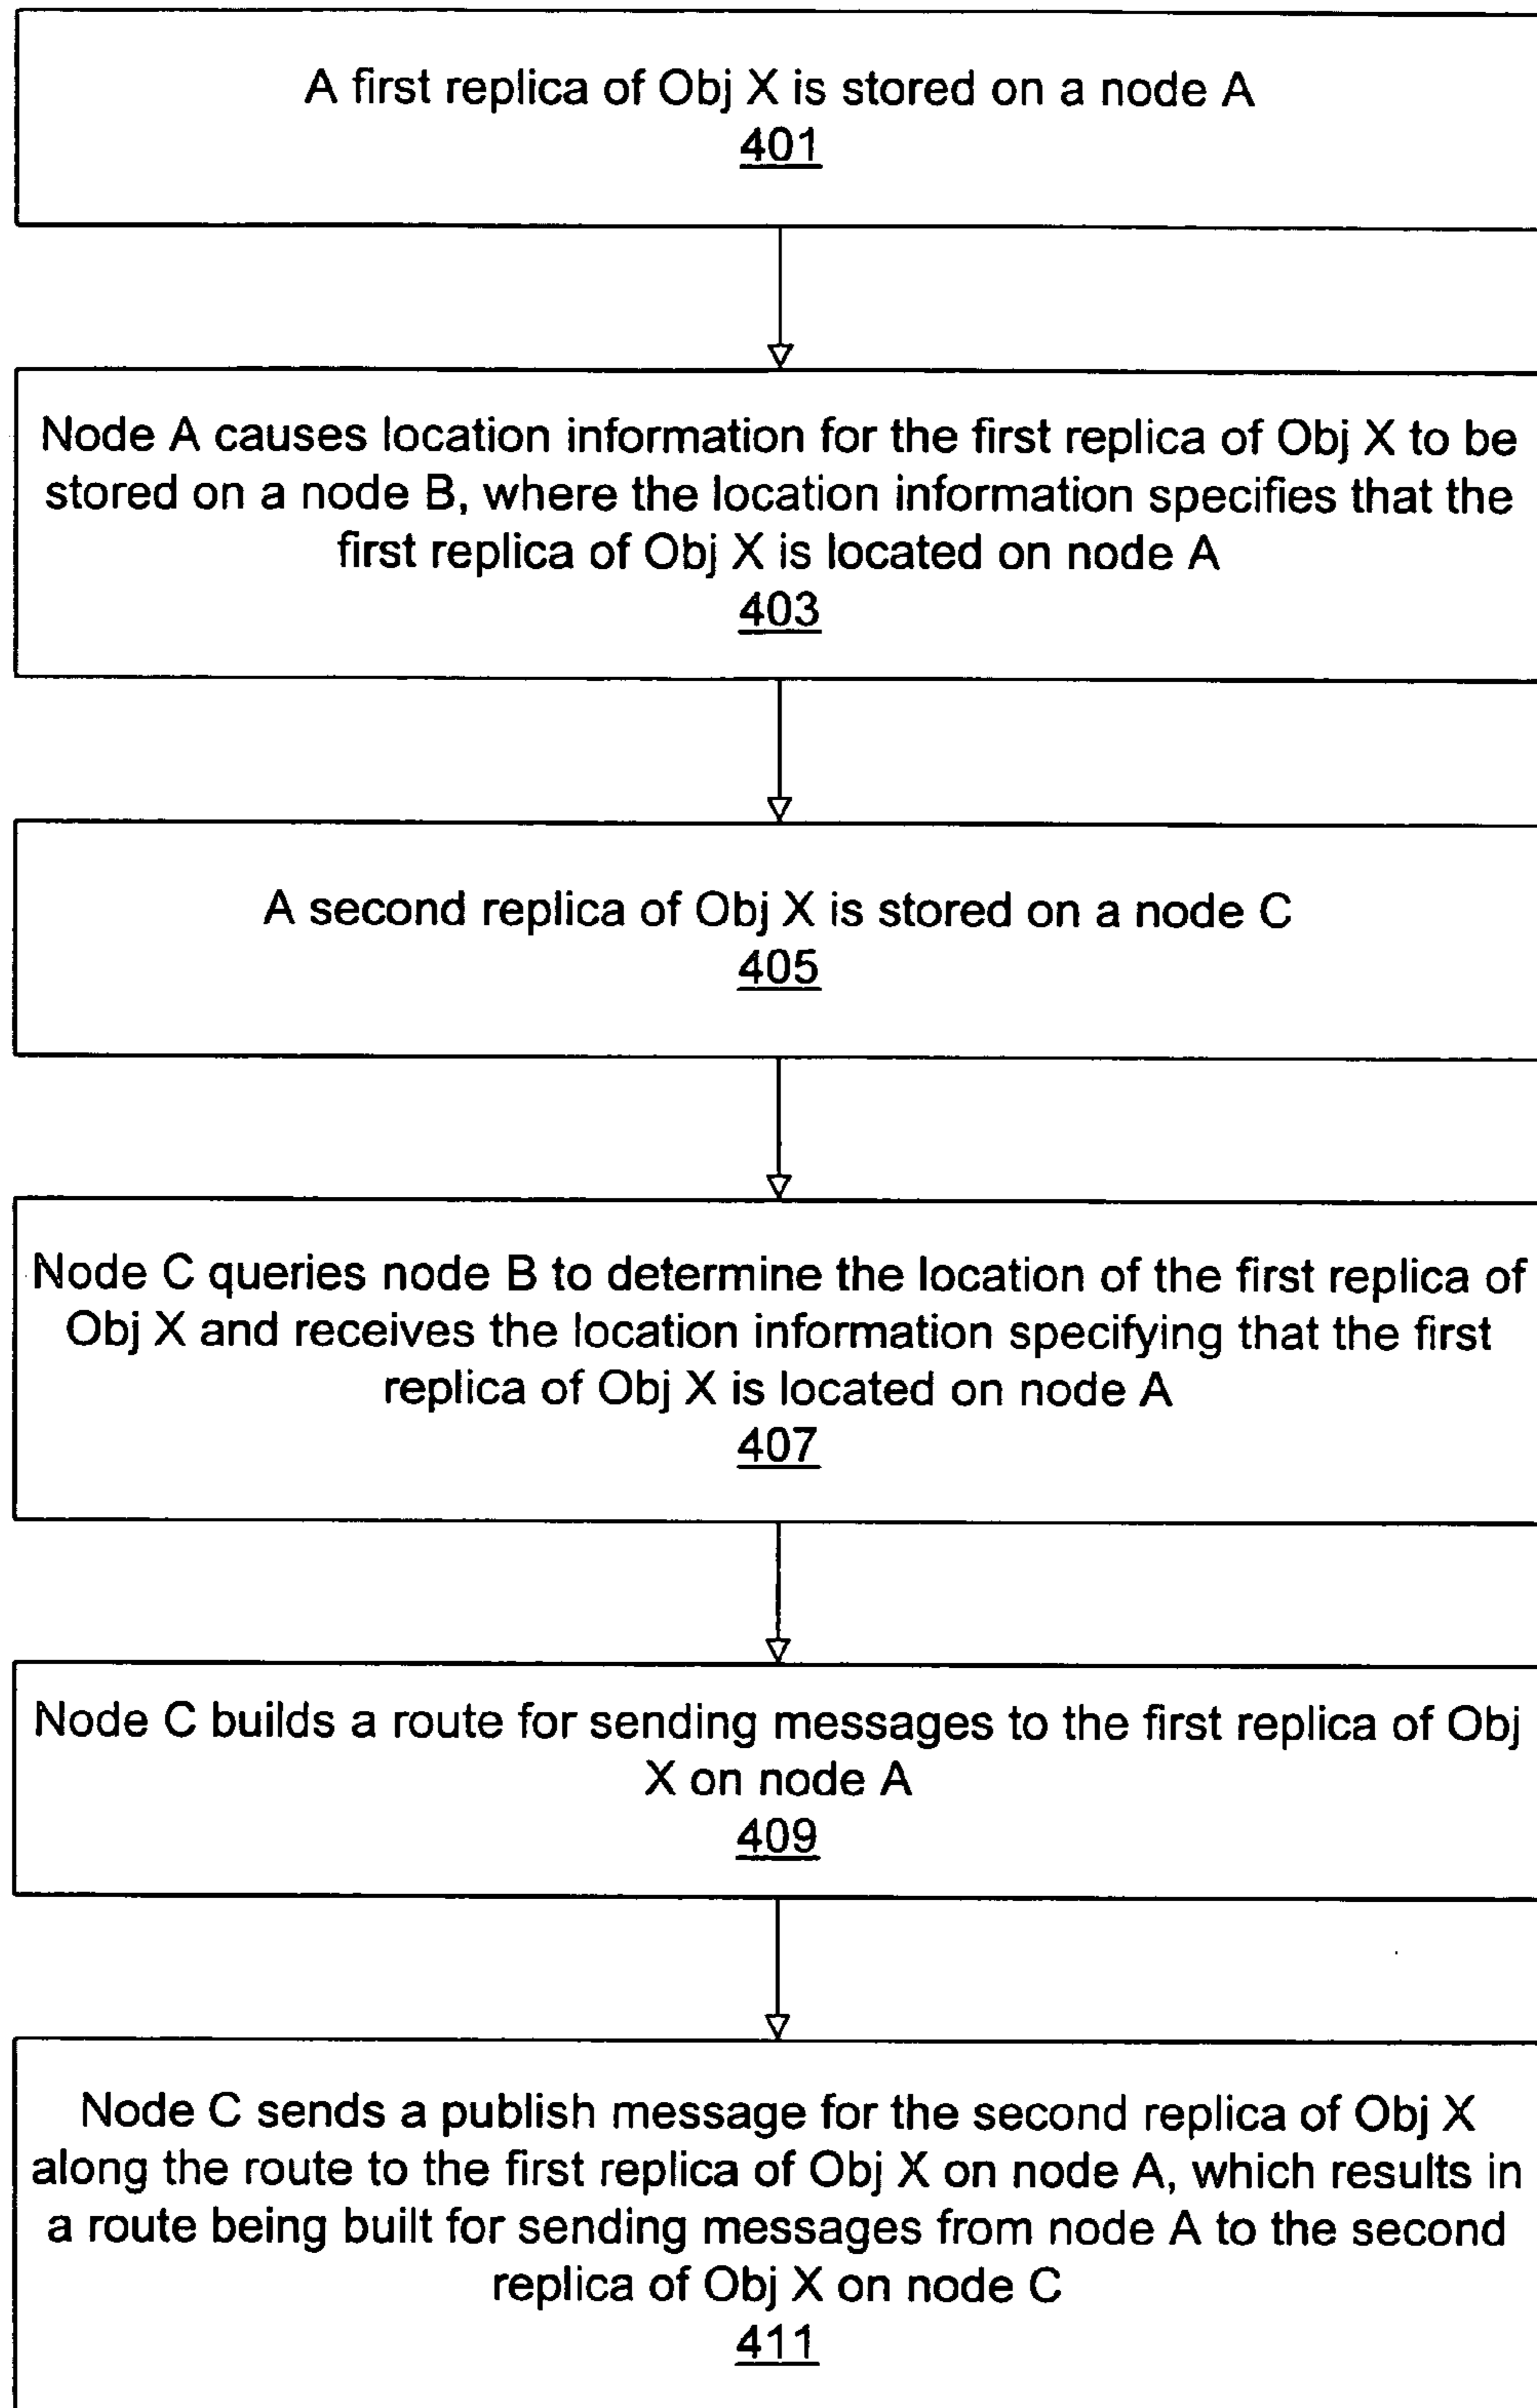 A first replica of Obj X is stored on a node A
401
Node A causes location information for the first replica of Obj X to be
stored on a node B, where the location information specifies that the
first replica of Obj X is located on node A
403
A second replica of Obj X is stored on a node C
405
Node C queries node B to determine the location of the first replica of
Obj X and receives the location information specifying that the first
replica of Obj X is located on node A
407
Node C builds a route for sending messages to the first replica of Obj
X on node A
409
Node C sends a publish message for the second replica of Obj X
along the route to the first replica of Obj X on node A, which results in
a route being built for sending messages from node A to the second
replica of Obj X on node C
411